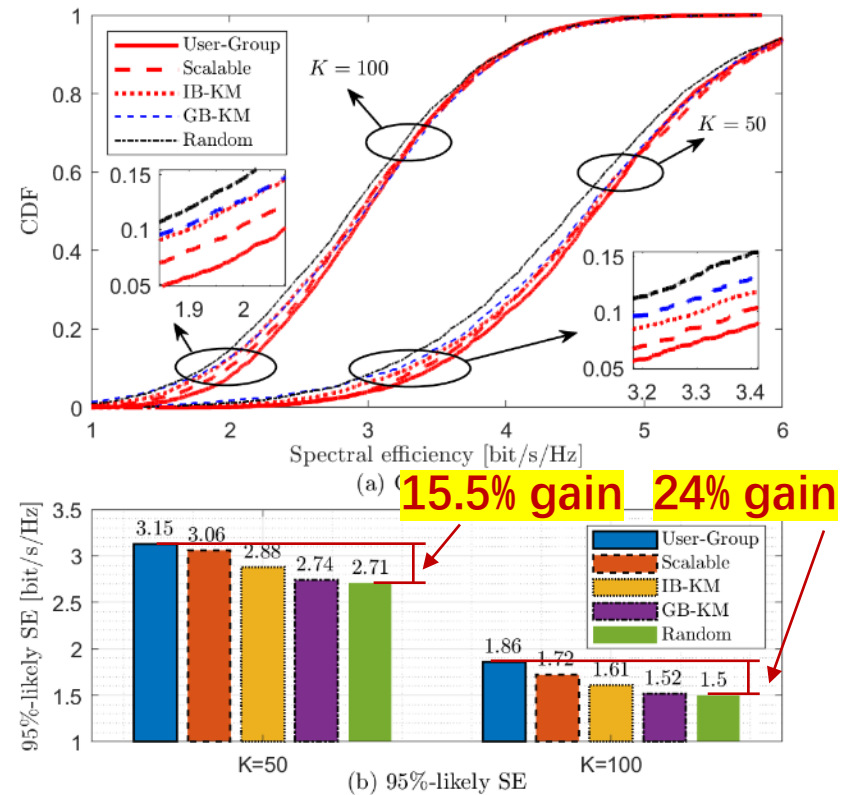 1
0.8
0.6
0.4
0.2
0
CDF
User-Group
Scalable
IB-KM
GB-KM
Random
K = 100
K = 50
0.15
0.1
0.05
1.9
2
0.15
0.1
0.05
3.2
3.3
3.4
1
2
3
4
5
6
Spectral efficiency [bit/s/Hz]
(a)
15.5% gain
24% gain
3.5
3
2.5
2
1.5
1
95%-likely SE [bit/s/Hz]
3.15
3.06
2.88
2.74
2.71
User-Group
Scalable
IB-KM
GB-KM
Random
1.86
1.72
1.61
1.52
1.5
K=50
K=100
(b) 95%-likely SE